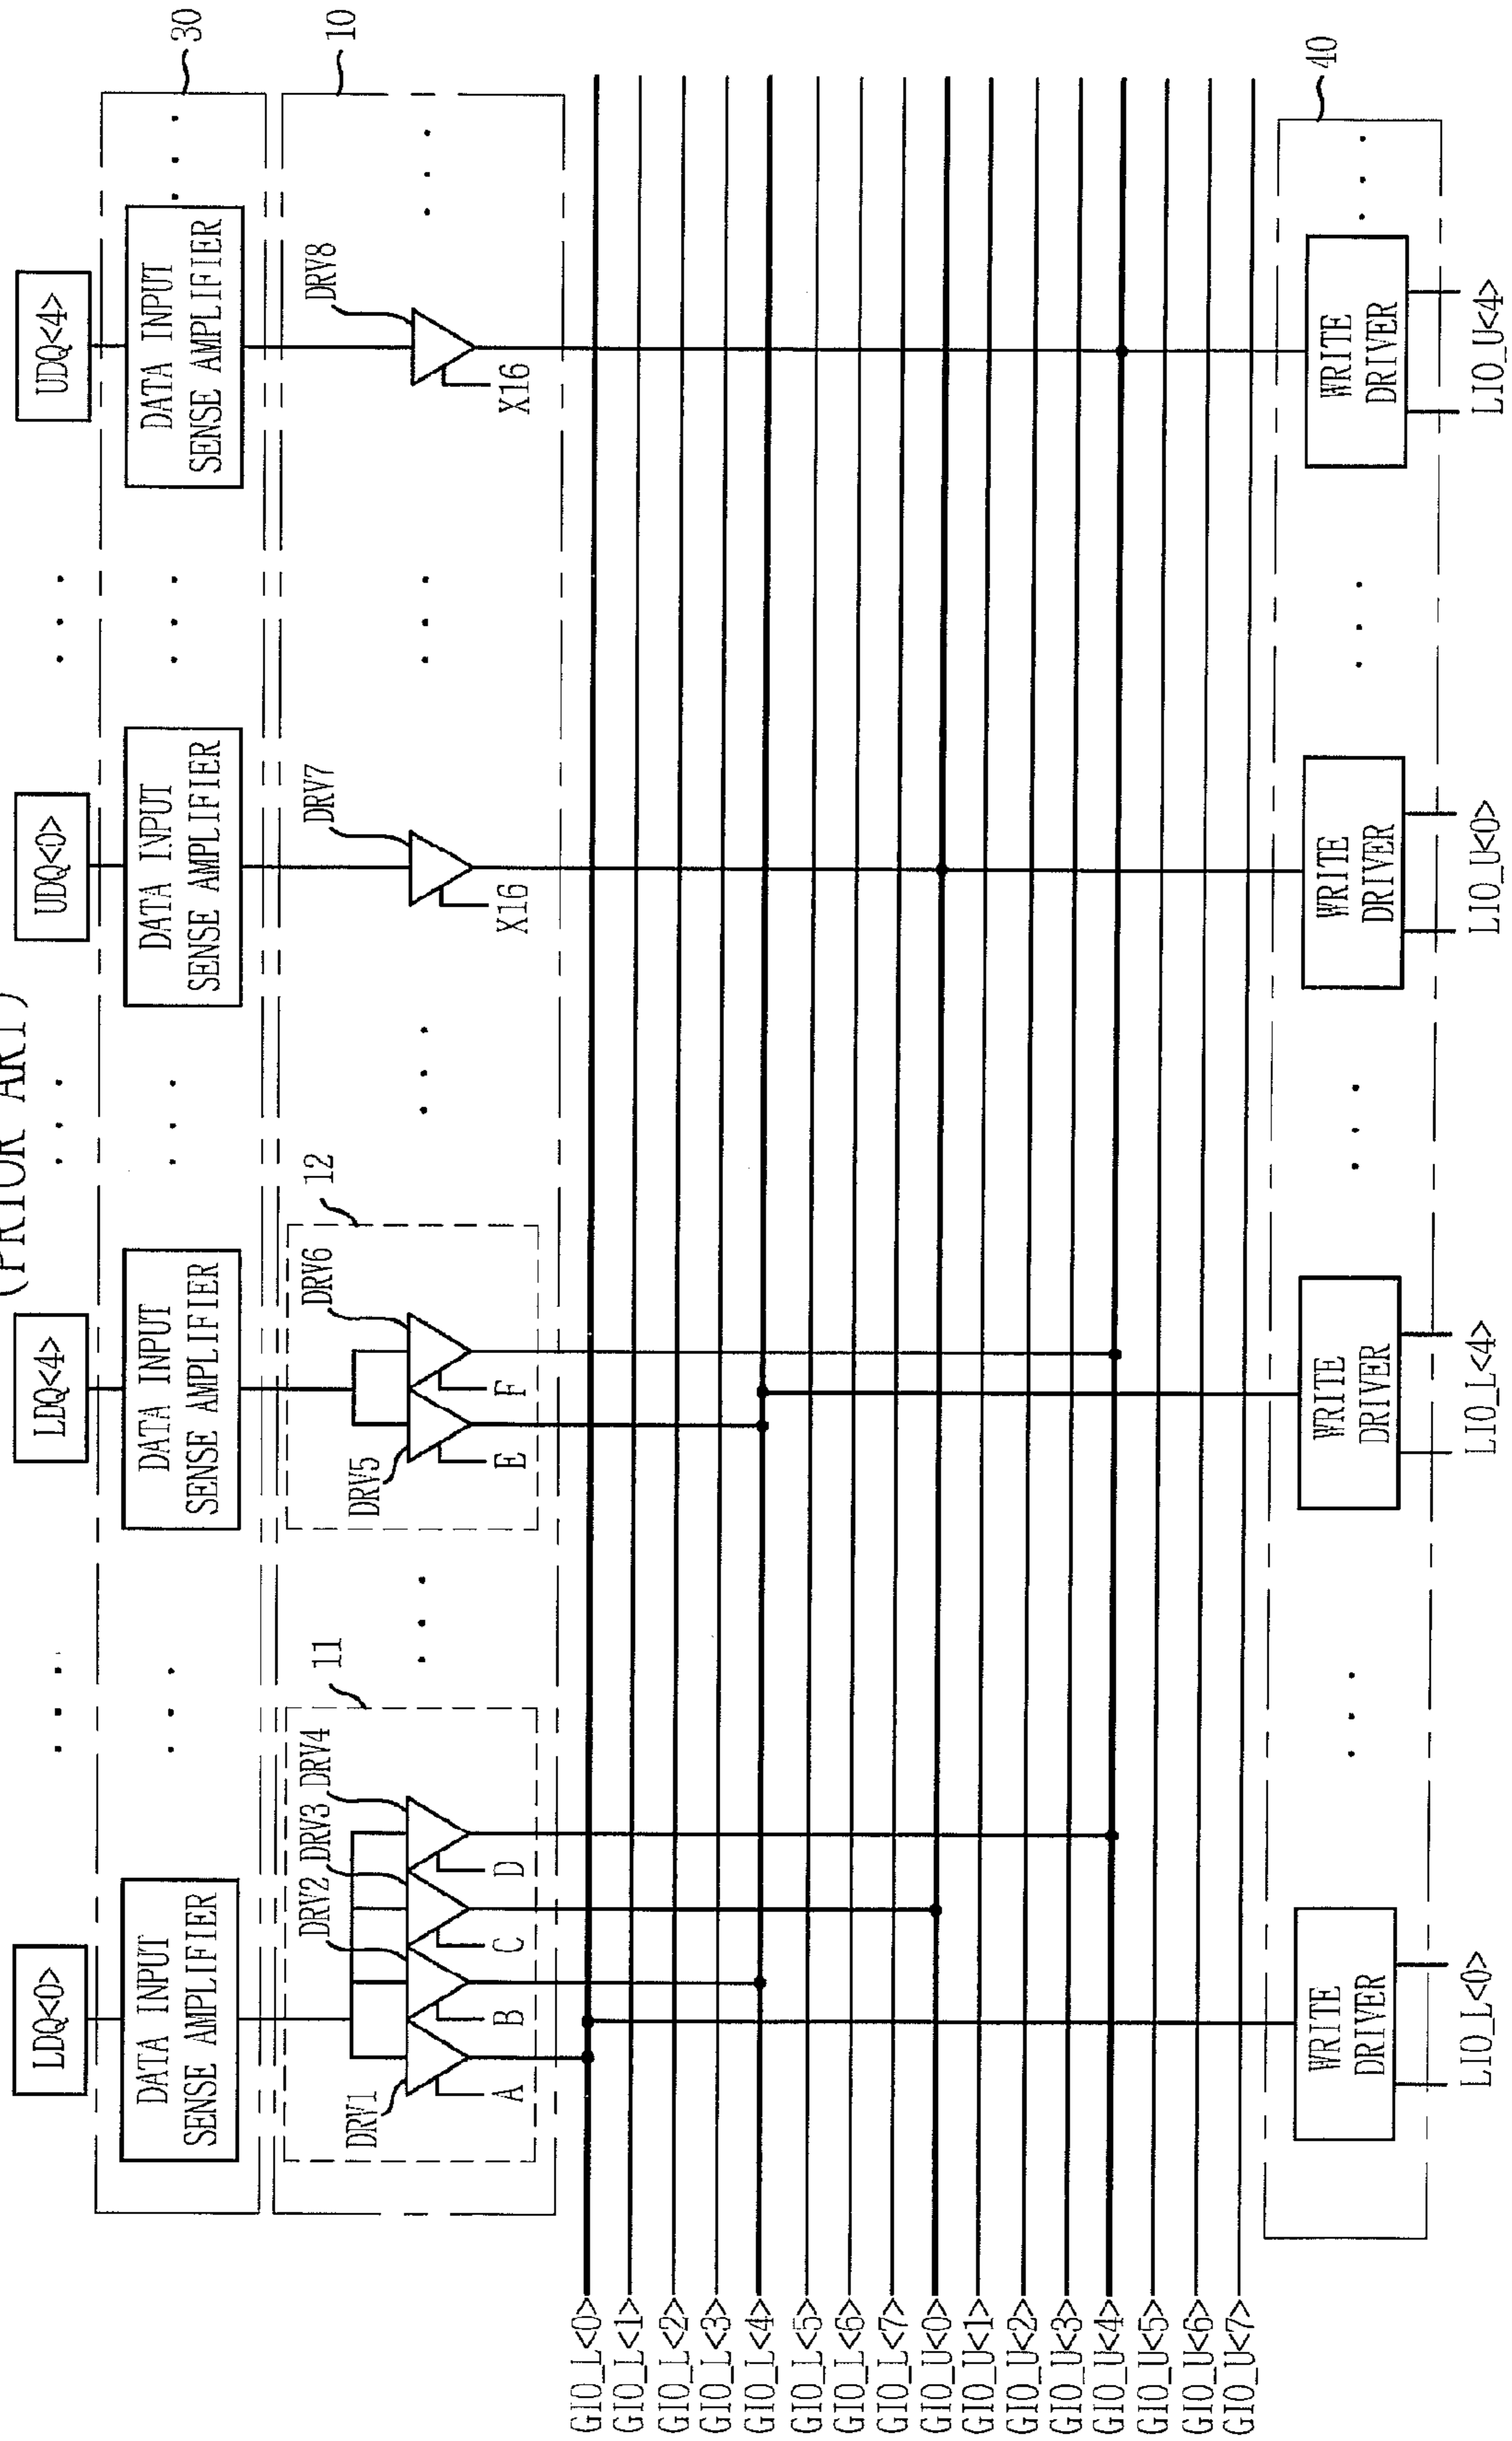 (PRIOR ART)
LDQ<0>
LDQ<4>
UDQ<0>
UDQ<4>
DATA INPUT
SENSE AMPLIFIER
DATA INPUT
SENSE AMPLIFIER
DATA INPUT
SENSE AMPLIFIER
DATA INPUT
SENSE AMPLIFIER
30
10
11
12
DRV1
DRV2
DRV3
DRV4
DRV5
DRV6
DRV7
DRV8
A
B
C
D
E
F
X16
X16
GIO_L<0>
GIO_L<1>
GIO_L<2>
GIO_L<3>
GIO_L<4>
GIO_L<5>
GIO_L<6>
GIO_L<7>
GIO_U<0>
GIO_U<1>
GIO_U<2>
GIO_U<3>
GIO_U<4>
GIO_U<5>
GIO_U<6>
GIO_U<7>
40
WRITE
DRIVER
WRITE
DRIVER
WRITE
DRIVER
WRITE
DRIVER
LIO_L<0>
LIO_L<4>
LIO_U<0>
LIO_U<4>